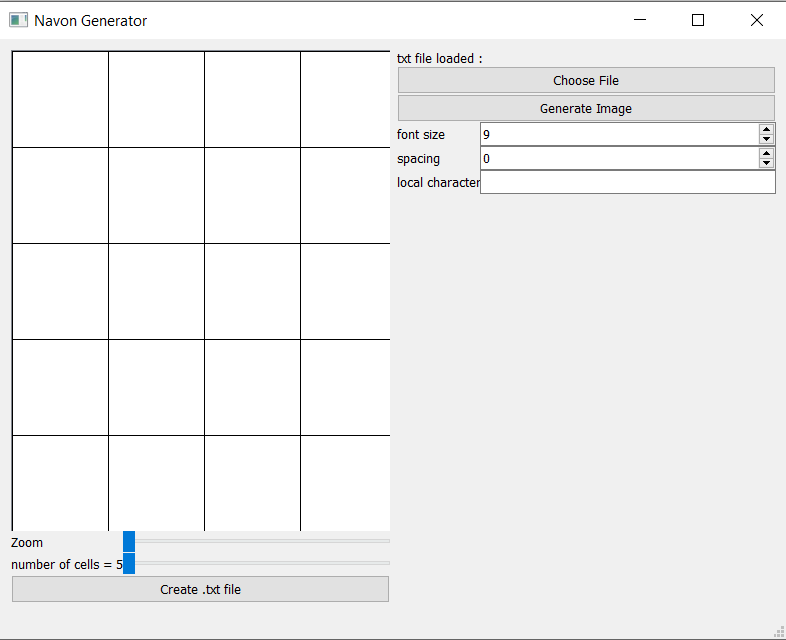 Navon Generator
txt file loaded :
Choose File
Generate Image
font size 9
spacing 0
local character
Zoom
number of cells = 5
Create .txt file